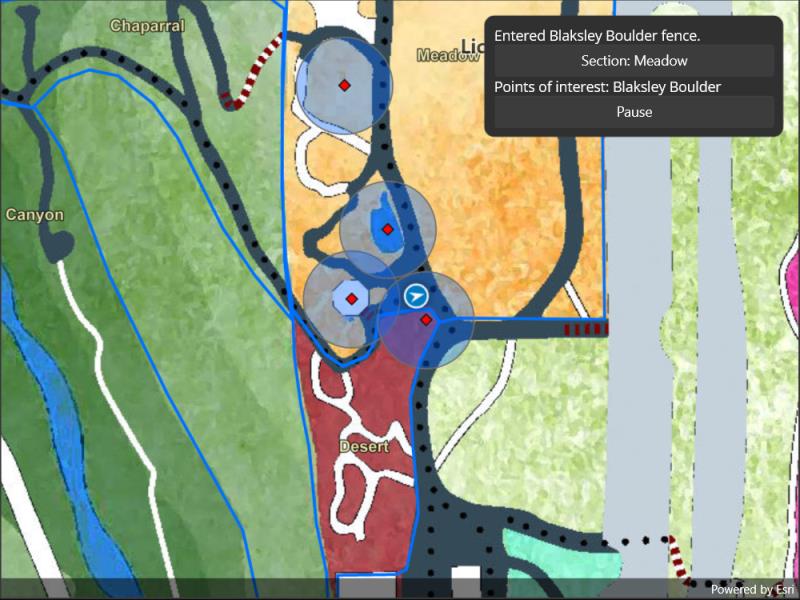 Chaparral
Meadow
Entered Blaksley Boulder fence.
Section: Meadow
Points of interest: Blaksley Boulder
Pause
Canyon
Desert
Powered by Esri